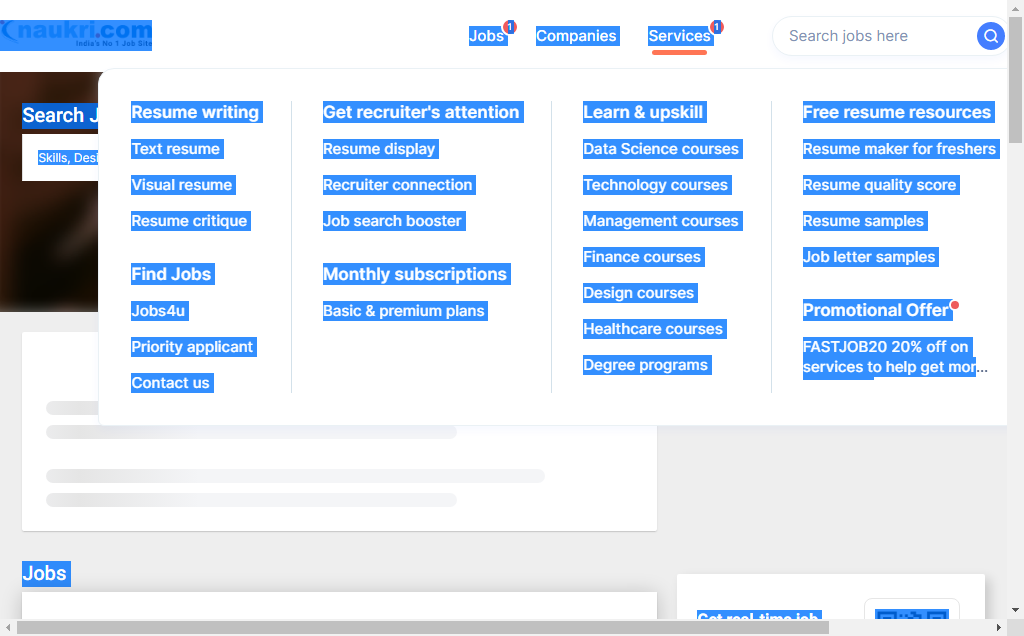 naukri.com
India's No 1 Job Site
Jobs 1
Companies
Services 1
Search jobs here
Search J
Skills, Desi
Resume writing
Text resume
Visual resume
Resume critique
Find Jobs
Jobs4u
Priority applicant
Contact us
Get recruiter's attention
Resume display
Recruiter connection
Job search booster
Monthly subscriptions
Basic & premium plans
Learn & upskill
Data Science courses
Technology courses
Management courses
Finance courses
Design courses
Healthcare courses
Degree programs
Free resume resources
Resume maker for freshers
Resume quality score
Resume samples
Job letter samples
Promotional Offer
FASTJOB20 20% off on
services to help get mor...
Jobs
Get real-time job